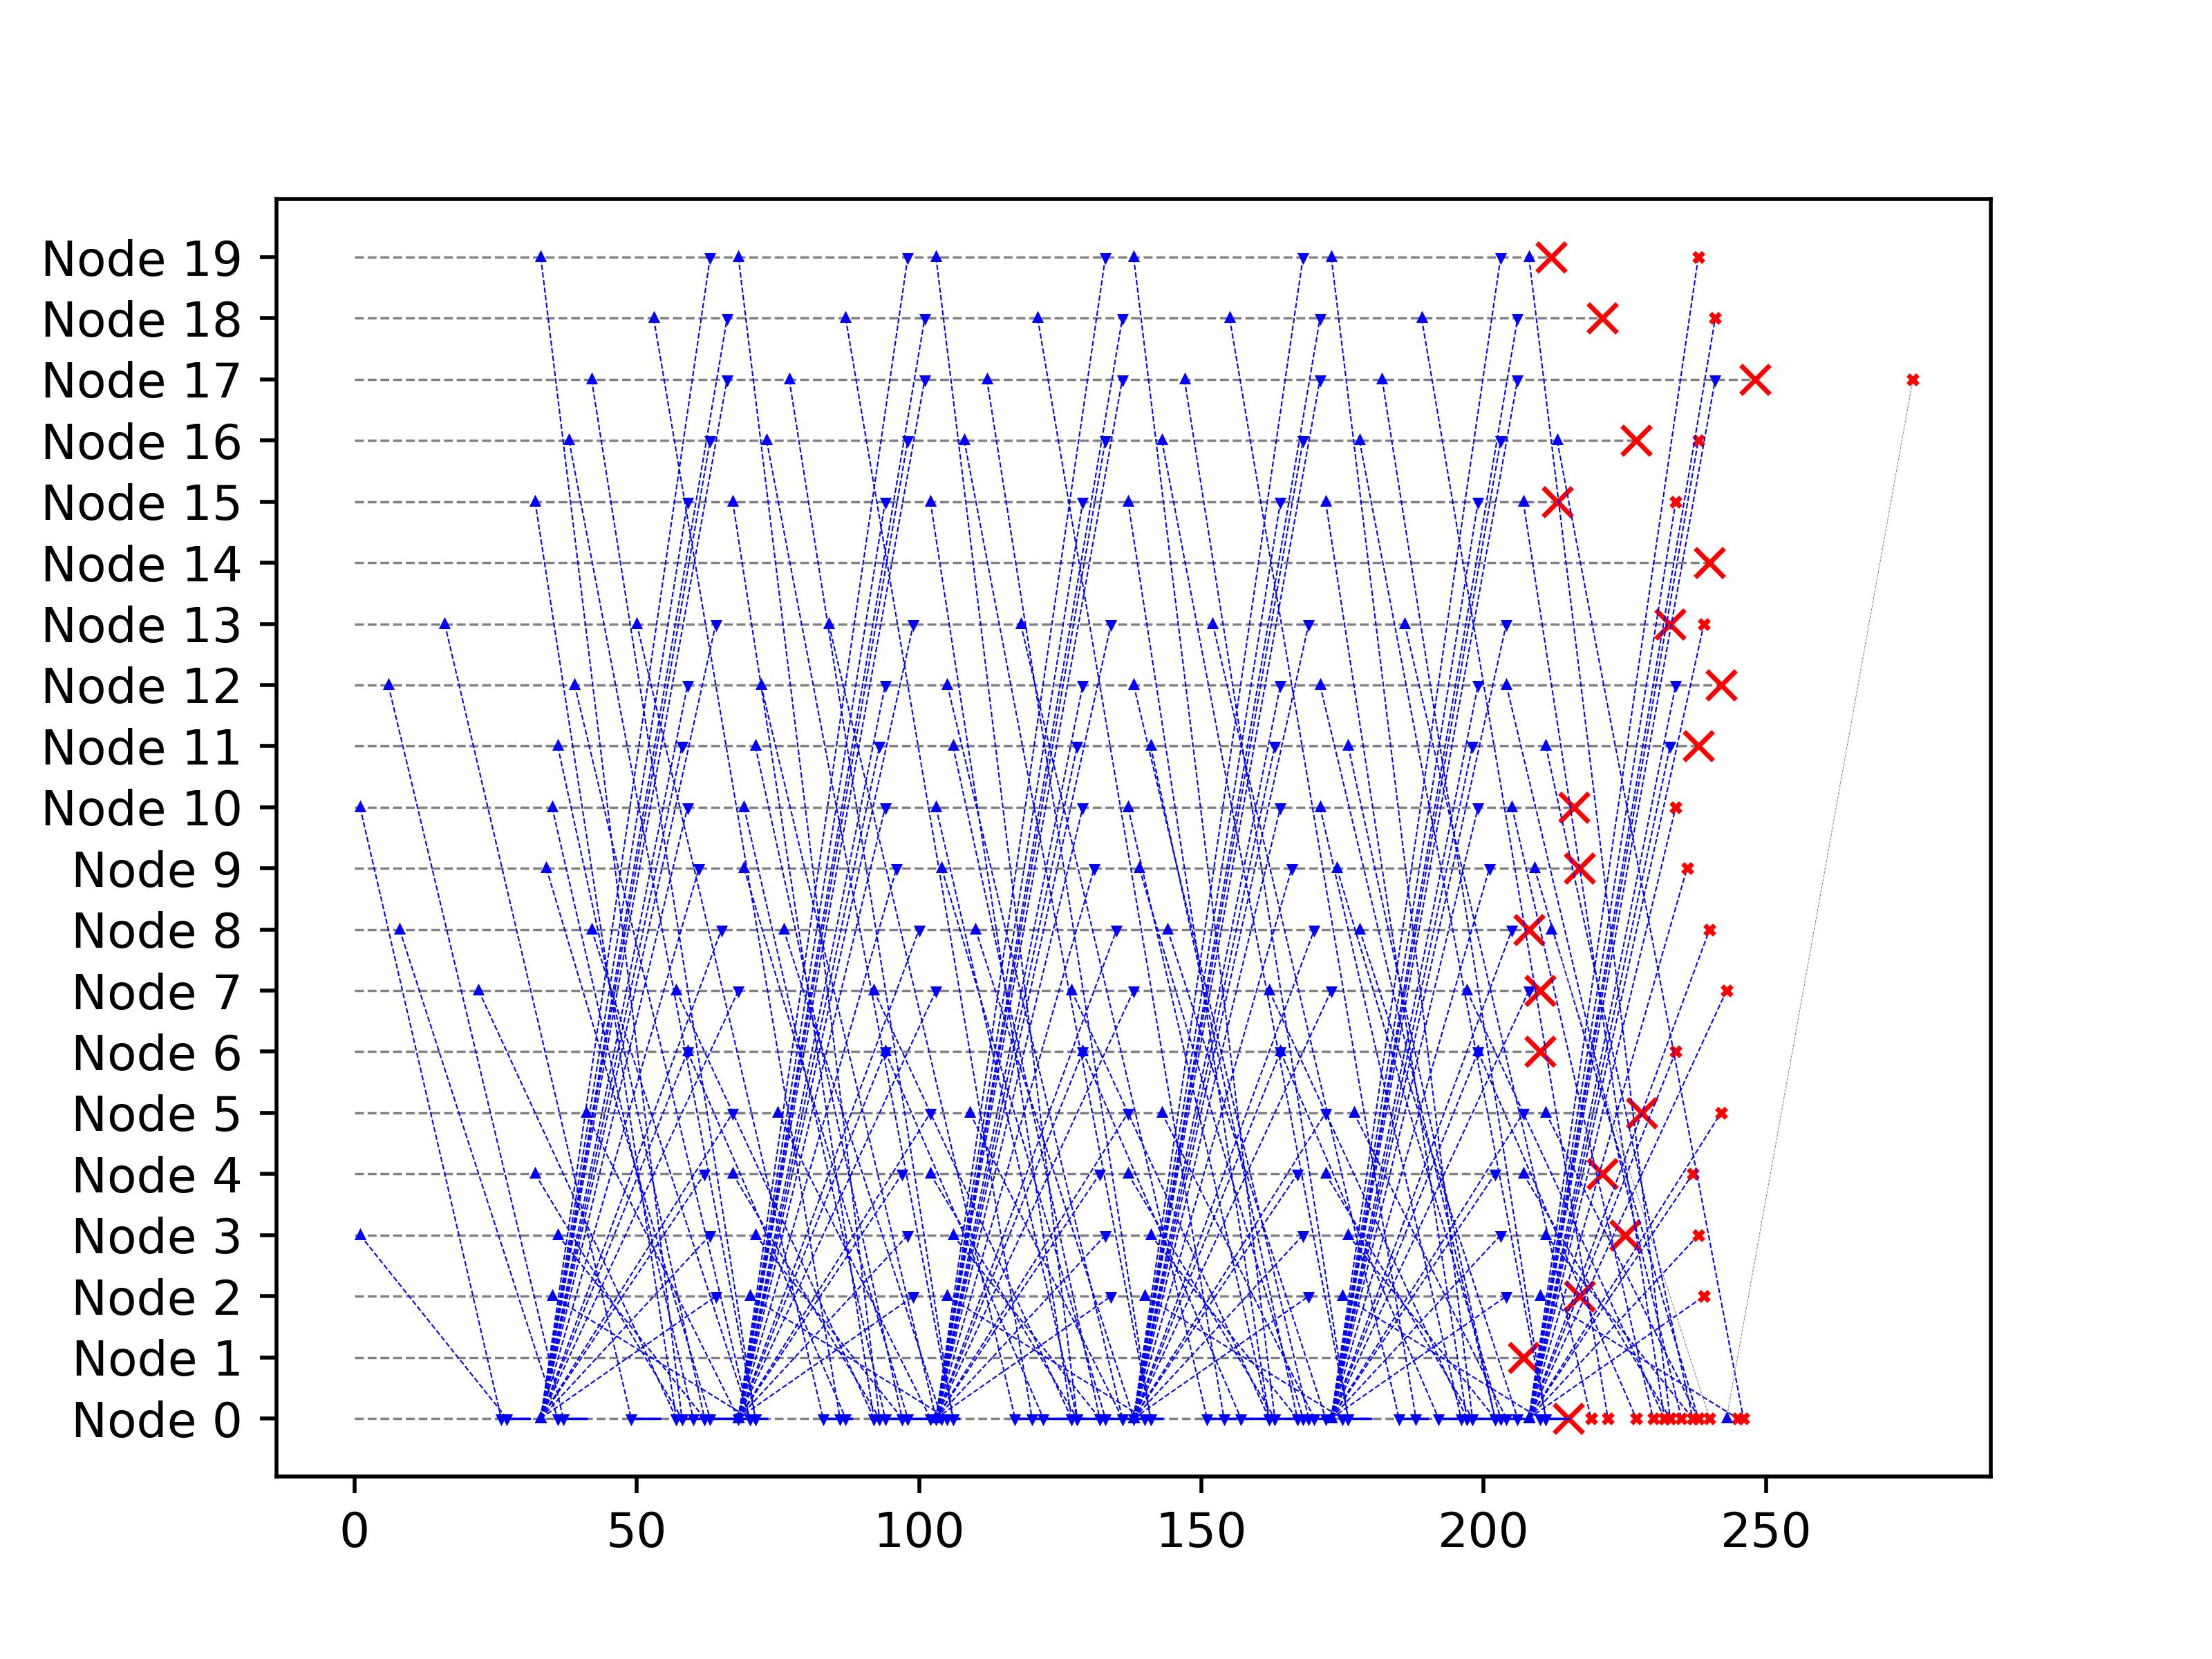 Node 19
Node 18
Node 17
Node 16
Node 15
Node 14
Node 13
Node 12
Node 11
Node 10
Node 9
Node 8
Node 7
Node 6
Node 5
Node 4
Node 3
Node 2
Node 1
Node 0
0 50 100 150 200 250